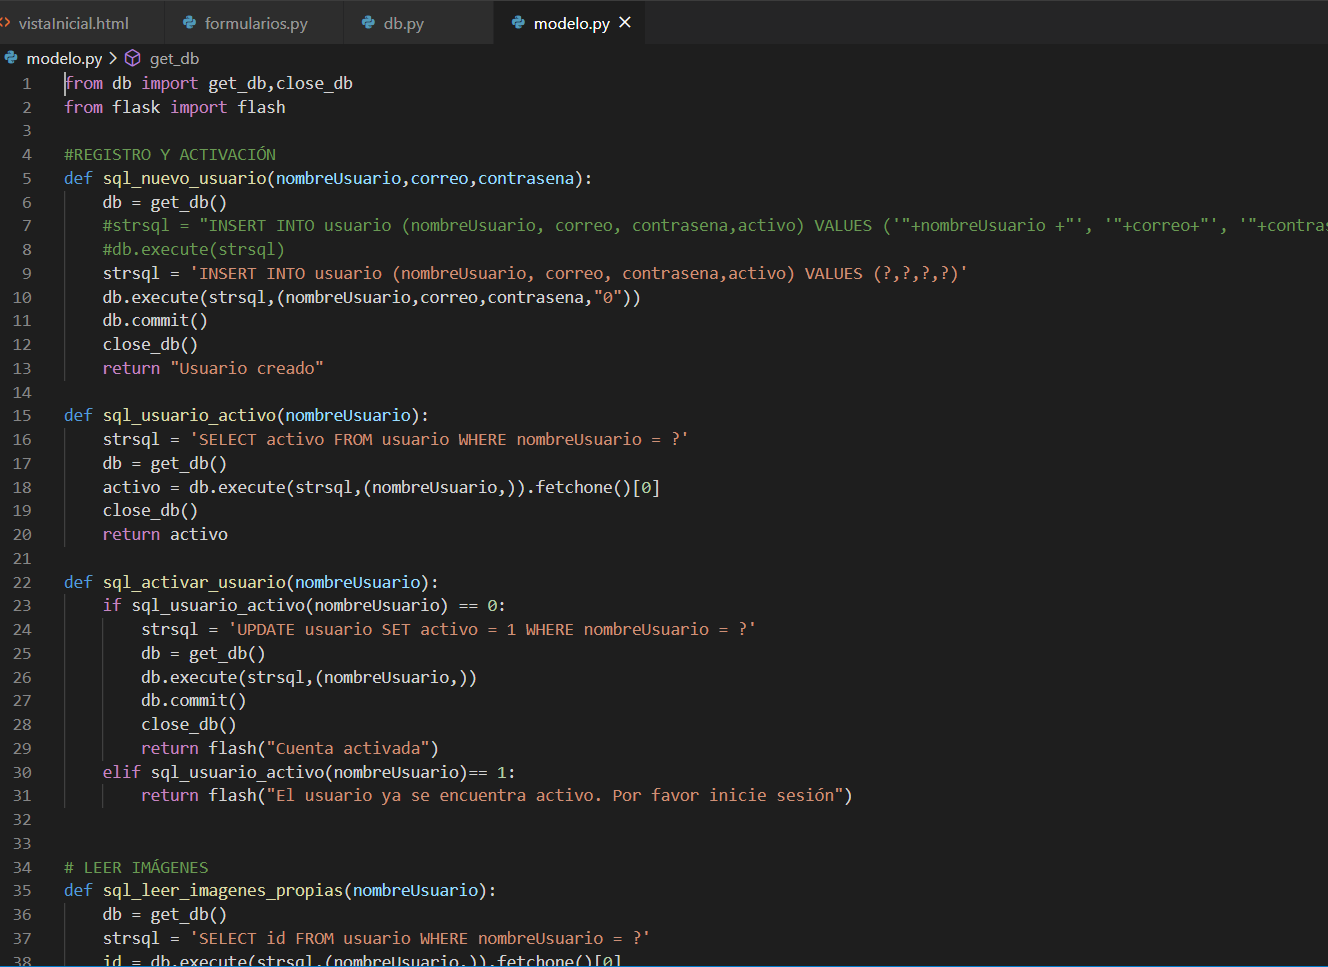 vistaInicial.html formularios.py db.py modelo.py
modelo.py > get_db
1 from db import get_db,close_db
2 from flask import flash
3
4 #REGISTRO Y ACTIVACIÓN
5 def sql_nuevo_usuario(nombreUsuario,correo,contrasena):
6 db = get_db()
7 #strsql = "INSERT INTO usuario (nombreUsuario, correo, contrasena,activo) VALUES ('"+nombreUsuario +"', '"+correo+"', '"+contras
8 #db.execute(strsql)
9 strsql = 'INSERT INTO usuario (nombreUsuario, correo, contrasena,activo) VALUES (?,?,?,?)'
10 db.execute(strsql,(nombreUsuario,correo,contrasena,"0"))
11 db.commit()
12 close_db()
13 return "Usuario creado"
14
15 def sql_usuario_activo(nombreUsuario):
16 strsql = 'SELECT activo FROM usuario WHERE nombreUsuario = ?'
17 db = get_db()
18 activo = db.execute(strsql,(nombreUsuario,)).fetchone()[0]
19 close_db()
20 return activo
21
22 def sql_activar_usuario(nombreUsuario):
23 if sql_usuario_activo(nombreUsuario) == 0:
24 strsql = 'UPDATE usuario SET activo = 1 WHERE nombreUsuario = ?'
25 db = get_db()
26 db.execute(strsql,(nombreUsuario,))
27 db.commit()
28 close_db()
29 return flash("Cuenta activada")
30 elif sql_usuario_activo(nombreUsuario)== 1:
31 return flash("El usuario ya se encuentra activo. Por favor inicie sesión")
32
33
34 # LEER IMÁGENES
35 def sql_leer_imagenes_propias(nombreUsuario):
36 db = get_db()
37 strsql = 'SELECT id FROM usuario WHERE nombreUsuario = ?'
38 id = db.execute(strsql,(nombreUsuario,)).fetchone()[0]